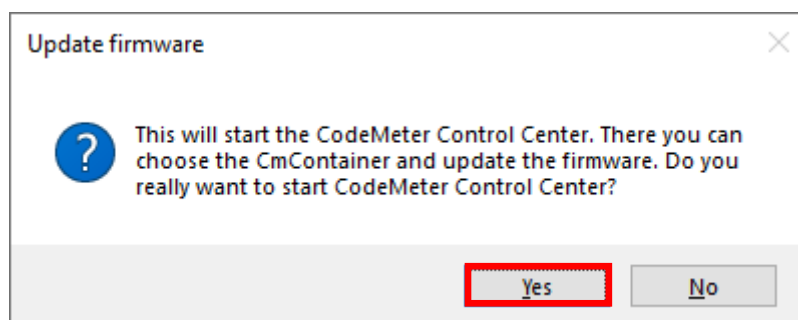 Update firmware
This will start the CodeMeter Control Center. There you can
choose the CmContainer and update the firmware. Do you
really want to start CodeMeter Control Center?
Yes
No